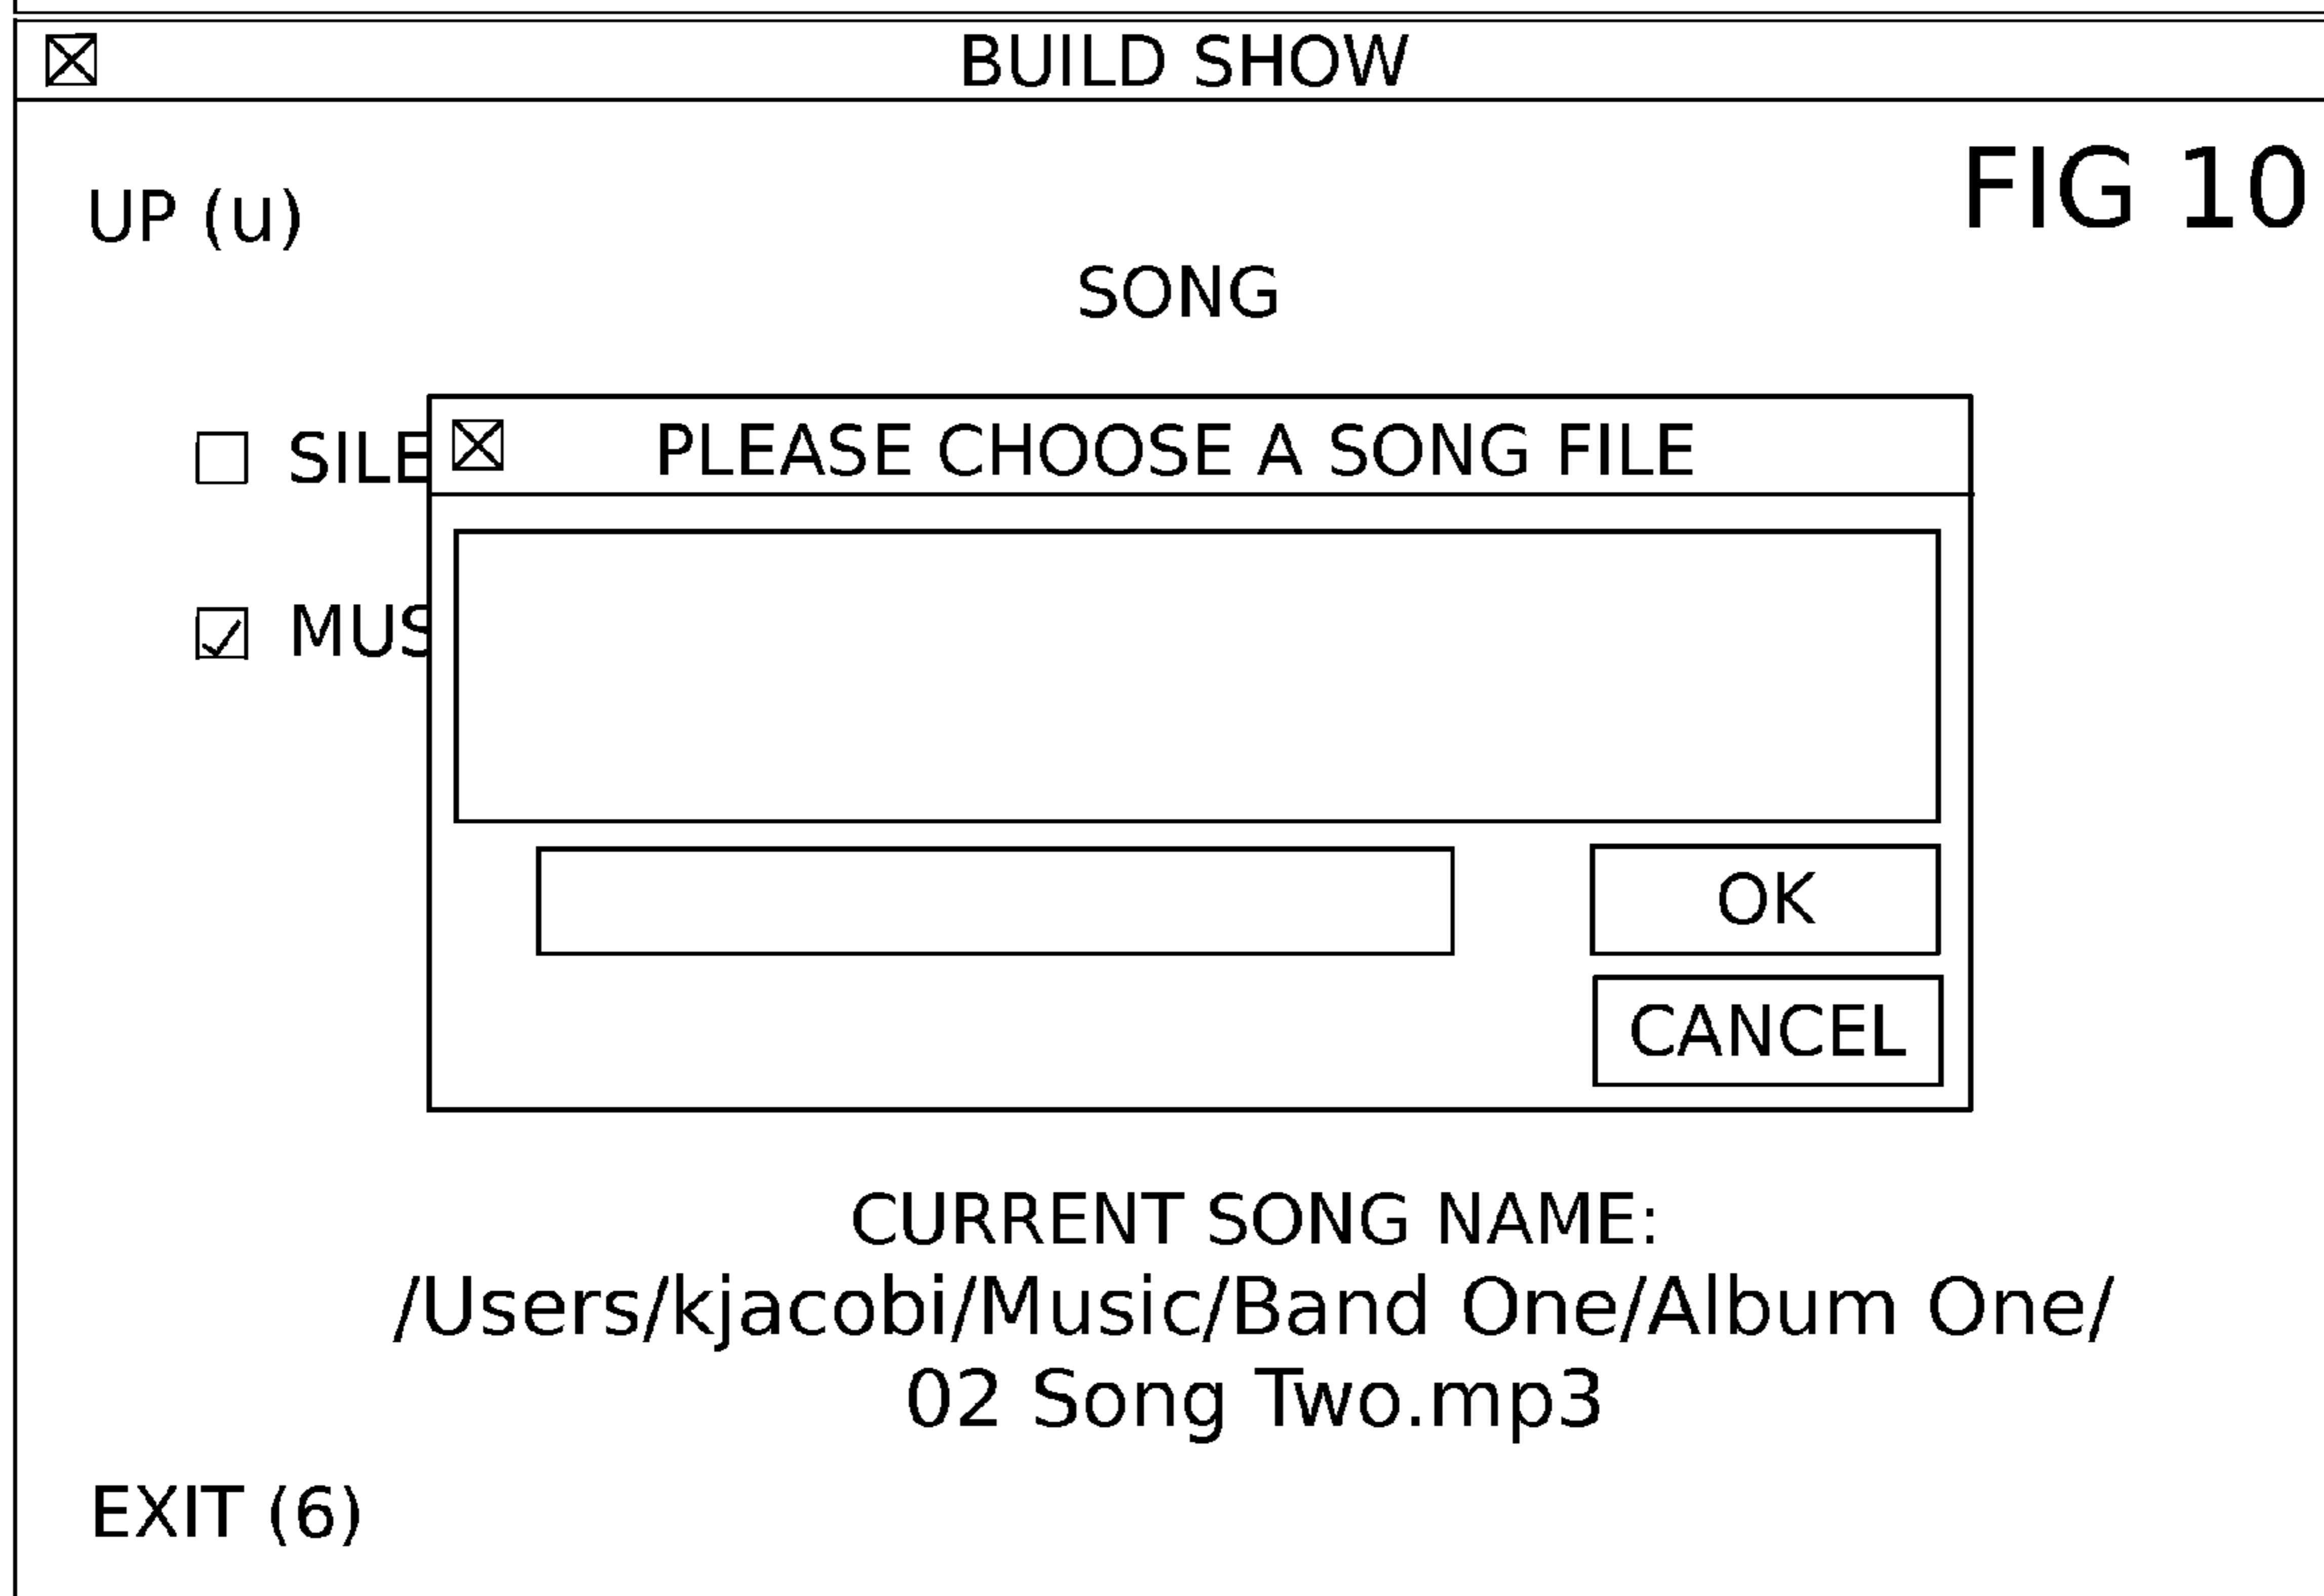 BUILD SHOW
FIG 10
UP (u)
SONG
PLEASE CHOOSE A SONG FILE
SILE
MUS
OK
CANCEL
CURRENT SONG NAME:
/Users/kjacobi/Music/Band One/Album One/
02 Song Two.mp3
EXIT (6)